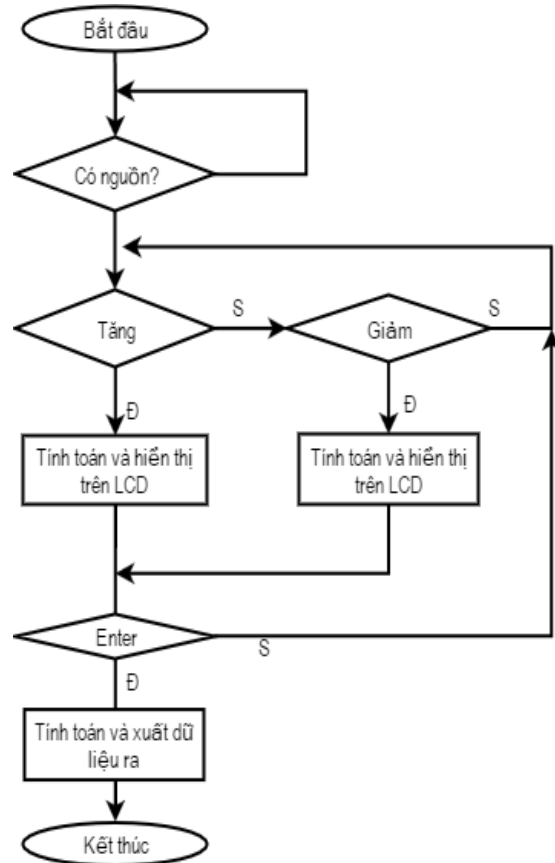 Bắt đầu
Có nguồn?
Tăng
S
Giảm
S
Đ
Đ
Tính toán và hiển thị
trên LCD
Tính toán và hiển thị
trên LCD
Enter
S
Đ
Tính toán và xuất dữ
liệu ra
Kết thúc